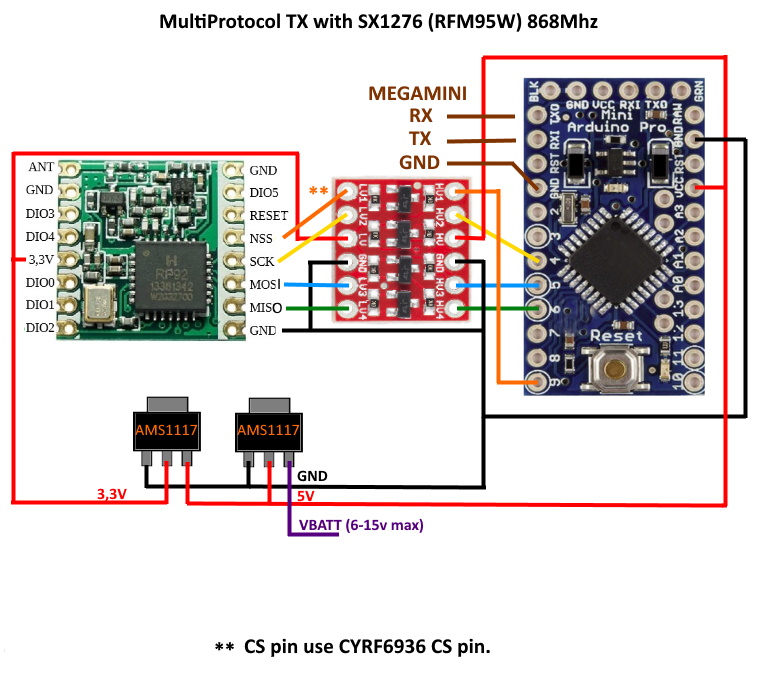 MultiProtocol TX with SX1276 (RFM95W) 868Mhz
MEGAMINI
RX
TX
GND
ANT
GND
DIO3
DIO4
3,3V
DIO0
DIO1
DIO2
GND
DIO5
RESET
NSS
SCK
MOSI
MISO
GND
RF92
13381342
W2032700
**
LV1
LV2
LV
GND
LV3
LV4
HV1
HV2
HV
GND
HV3
HV4
BLK
GND
VCC
RXI
TXO
GRN
Mini
Arduino Pro
TXO
RXI
RST
GND
2
3
4
5
6
7
8
9
RAW
GND
RST
VCC
A3
A2
A1
A0
13
12
11
10
Reset
AMS1117
AMS1117
GND
3,3V
5V
VBATT (6-15v max)
** CS pin use CYRF6936 CS pin.